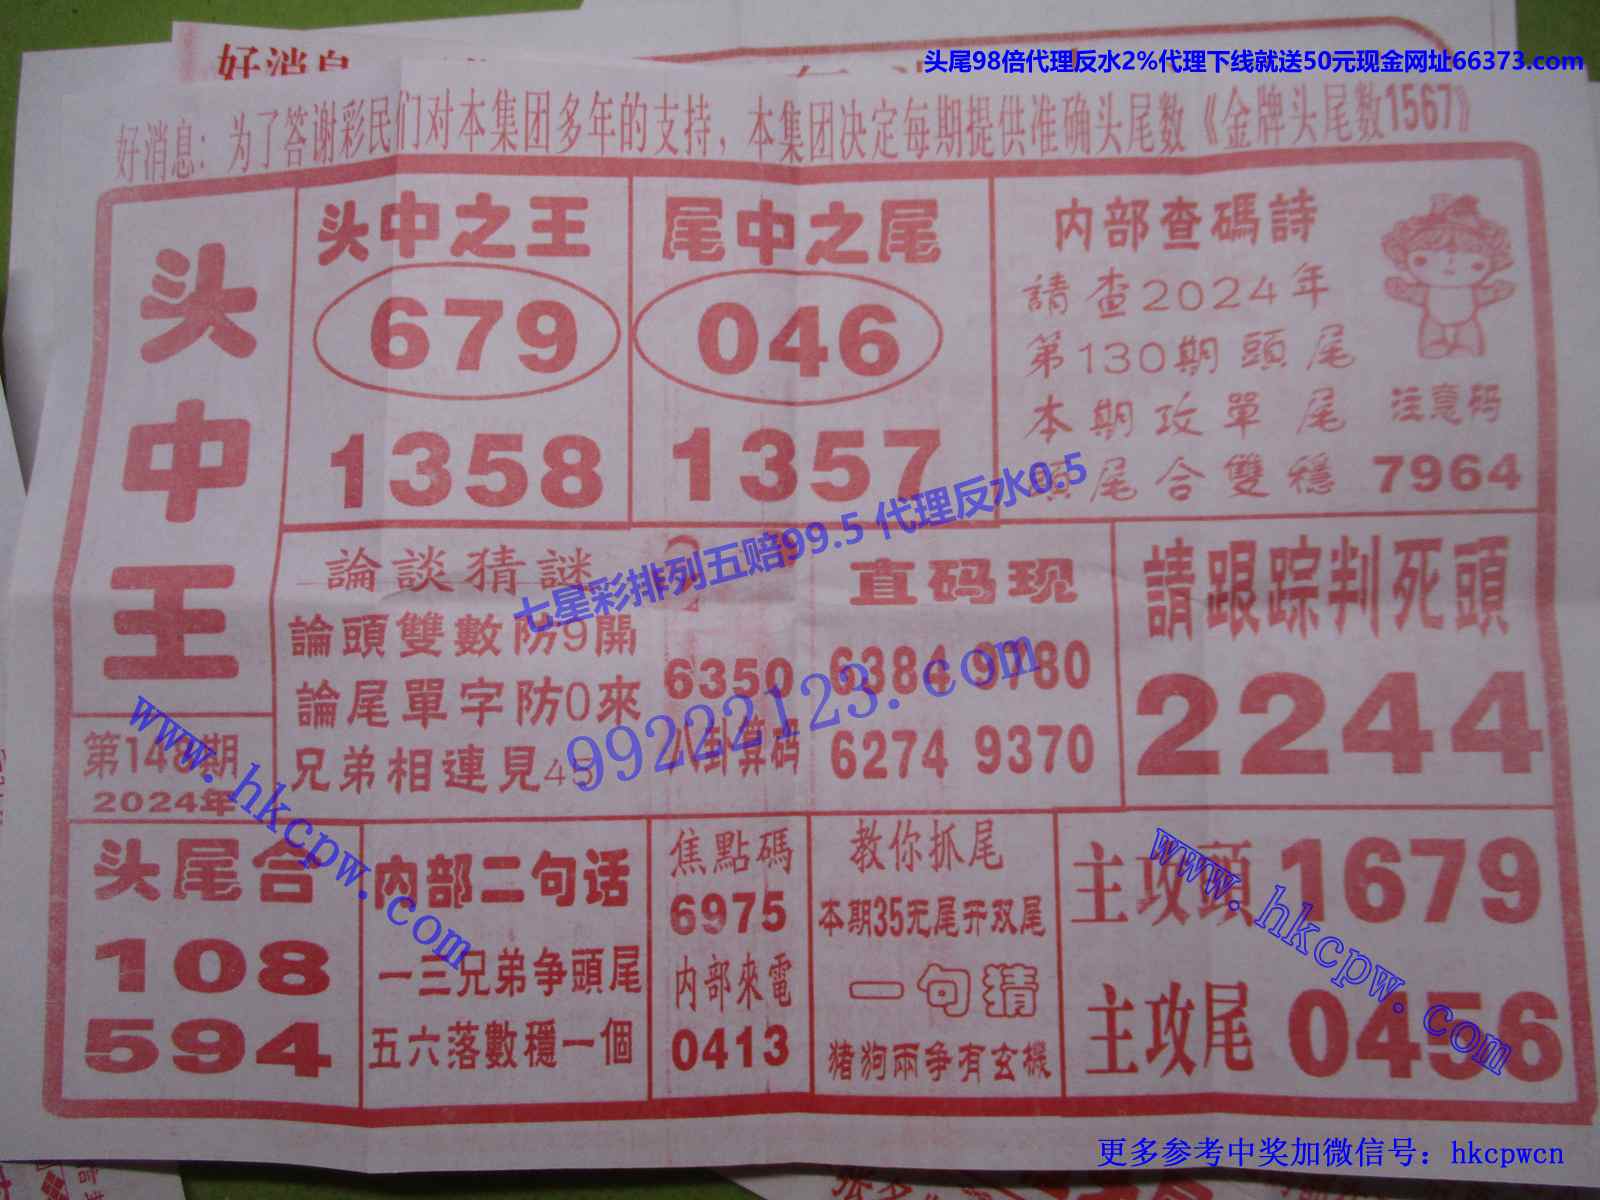 头尾98倍代理反水2%代理下线就送50元现金网址66373.com
好消息
好消息：为了答谢彩民们对本集团多年的支持，本集团决定每期提供准确头尾数《金牌头尾数1567》
头中王
第148期
2024年
头中之王
679
1358
尾中之尾
046
1357
内部查碼詩
請查2024年
第130期頭尾
本期攻單尾
頭尾合雙穩
注意码
7964
七星彩排列五赔99.5 代理反水0.5
論談猜謎
論頭雙數防9開
論尾單字防0來
兄弟相連見45
6350
八卦算码
直码现
6384 9780
6274 9370
請跟踪判死頭
2244
99222123.com
www.hkcpw.com
头尾合
108
594
内部二句话
一三兄弟争頭尾
五六落數穩一個
焦點碼
6975
内部來電
0413
教你抓尾
本期35无尾开双尾
一句猜
猪狗兩争有玄機
主攻頭 1679
主攻尾 0456
www.hkcpw.com
更多参考中奖加微信号：hkcpwcn